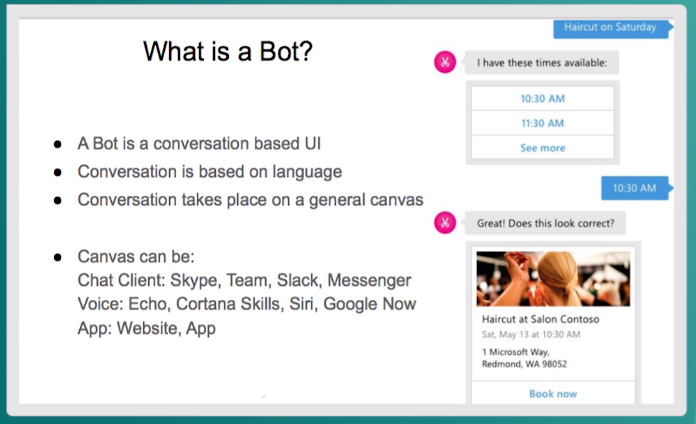 What is a Bot?
● A Bot is a conversation based UI
● Conversation is based on language
● Conversation takes place on a general canvas
● Canvas can be:
Chat Client: Skype, Team, Slack, Messenger
Voice: Echo, Cortana Skills, Siri, Google Now
App: Website, App
Haircut on Saturday
I have these times available:
10:30 AM
11:30 AM
See more
10:30 AM
Great! Does this look correct?
Haircut at Salon Contoso
Sat, May 13 at 10:30 AM
1 Microsoft Way,
Redmond, WA 98052
Book now